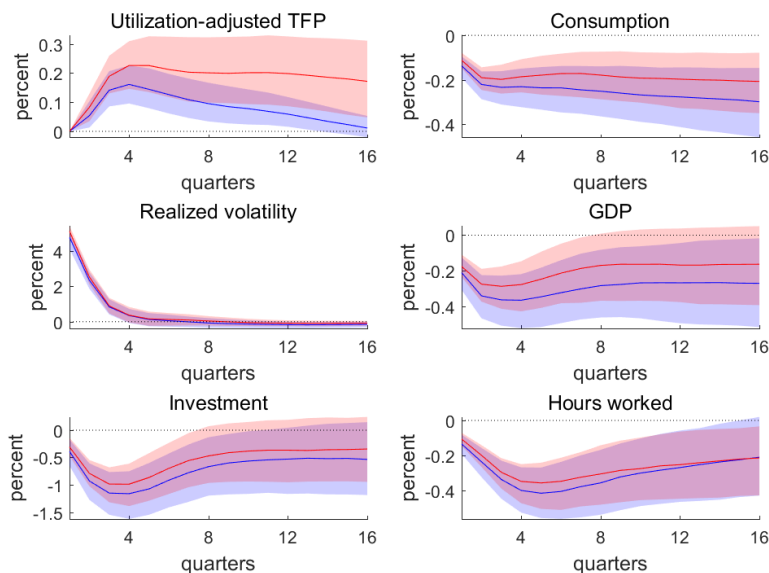 Utilization-adjusted TFP
percent
0.3
0.2
0.1
0
4
8
12
16
quarters
Consumption
percent
0
-0.2
-0.4
4
8
12
16
quarters
Realized volatility
percent
4
2
0
4
8
12
16
quarters
GDP
percent
0
-0.2
-0.4
4
8
12
16
quarters
Investment
percent
0
-0.5
-1
-1.5
4
8
12
16
quarters
Hours worked
percent
0
-0.2
-0.4
4
8
12
16
quarters